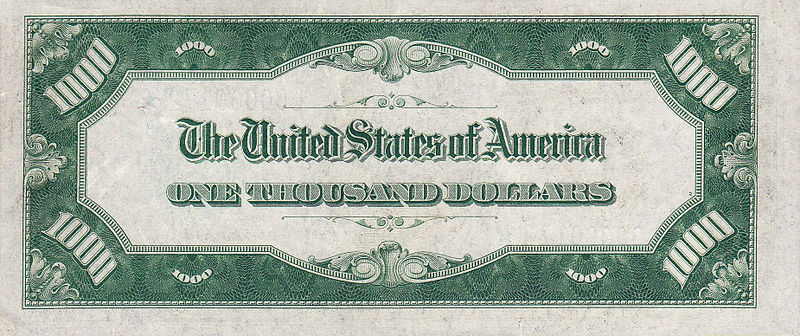 1000 1000 1000 1000
The United States of America
ONE THOUSAND DOLLARS
1000 1000 1000 1000